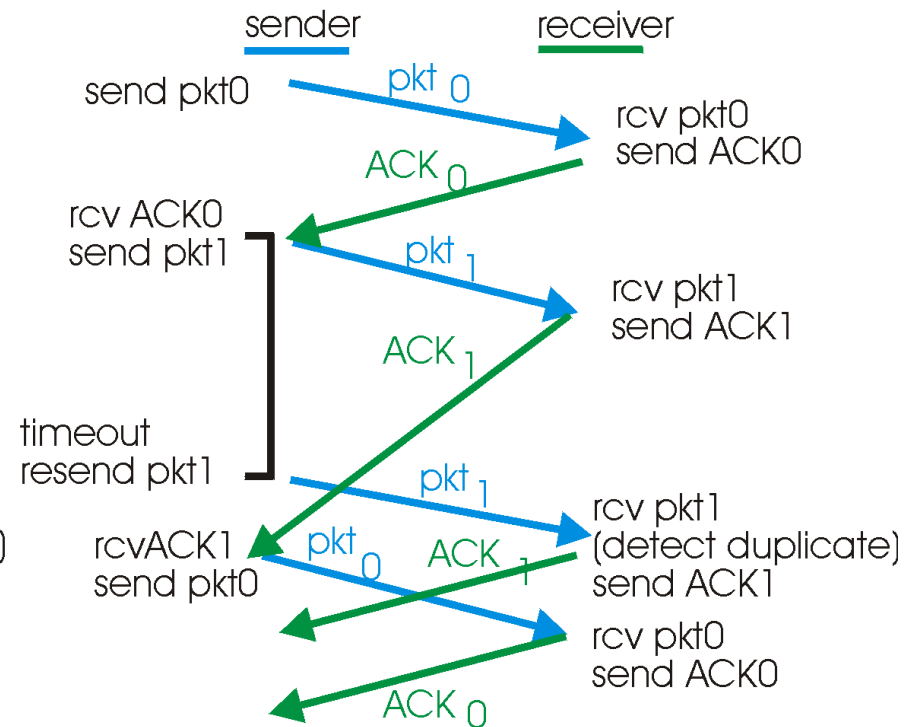 sender
receiver
send pkt0
pkt 0
rcv pkt0
send ACK0
ACK 0
rcv ACK0
send pkt1
pkt 1
rcv pkt1
send ACK1
ACK 1
timeout
resend pkt1
pkt 1
rcv pkt1
(detect duplicate)
send ACK1
)
rcvACK1
send pkt0
pkt 0
ACK 1
rcv pkt0
send ACK0
ACK 0